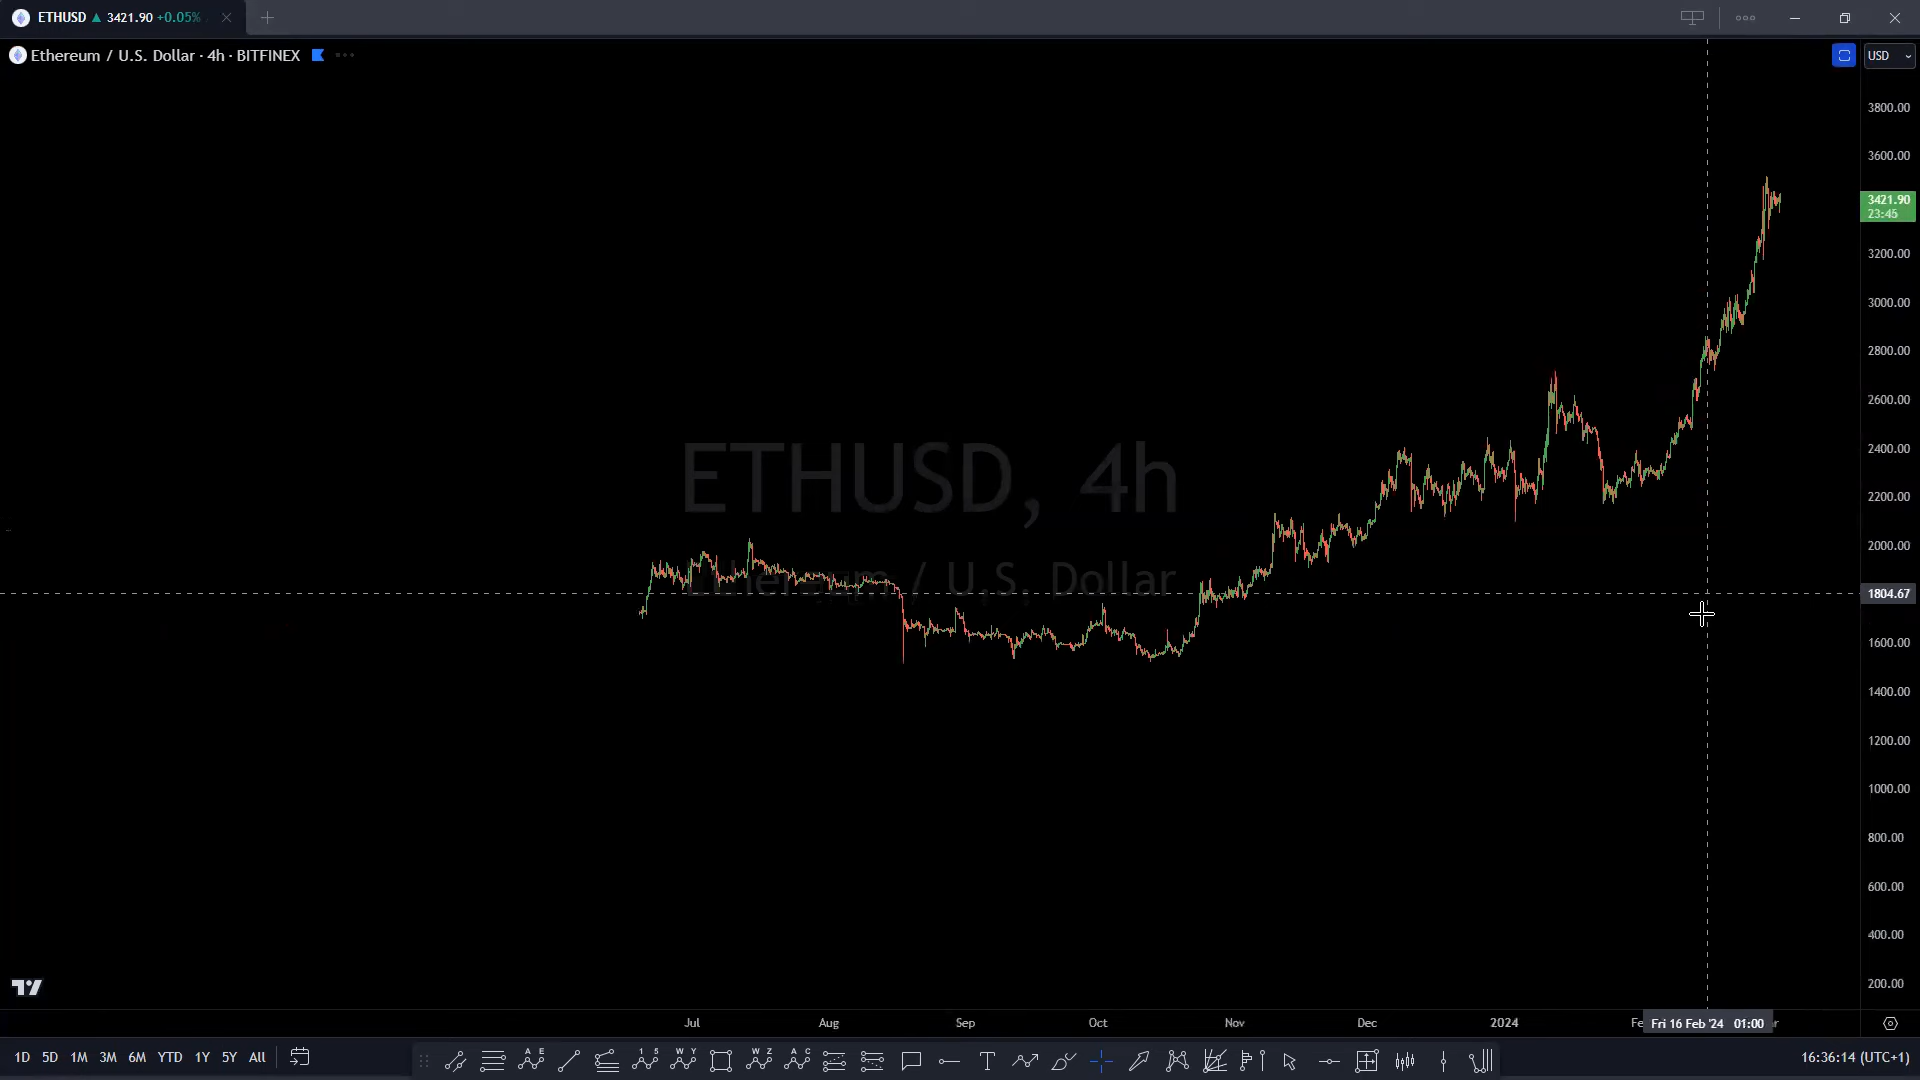 ETHUSD ▲ 3421.90 +0.05%
Ethereum / U.S. Dollar · 4h · BITFINEX
USD
3800.00
3600.00
3421.90
23:45
3200.00
3000.00
2800.00
2600.00
2400.00
2200.00
2000.00
1804.67
1600.00
1400.00
1200.00
1000.00
800.00
600.00
400.00
200.00
ETHUSD, 4h
Ethereum / U.S. Dollar
Jul Aug Sep Oct Nov Dec 2024 Fri 16 Feb '24 01:00
1D 5D 1M 3M 6M YTD 1Y 5Y All
A E 1 5 W Y W Z A C T
16:36:14 (UTC+1)